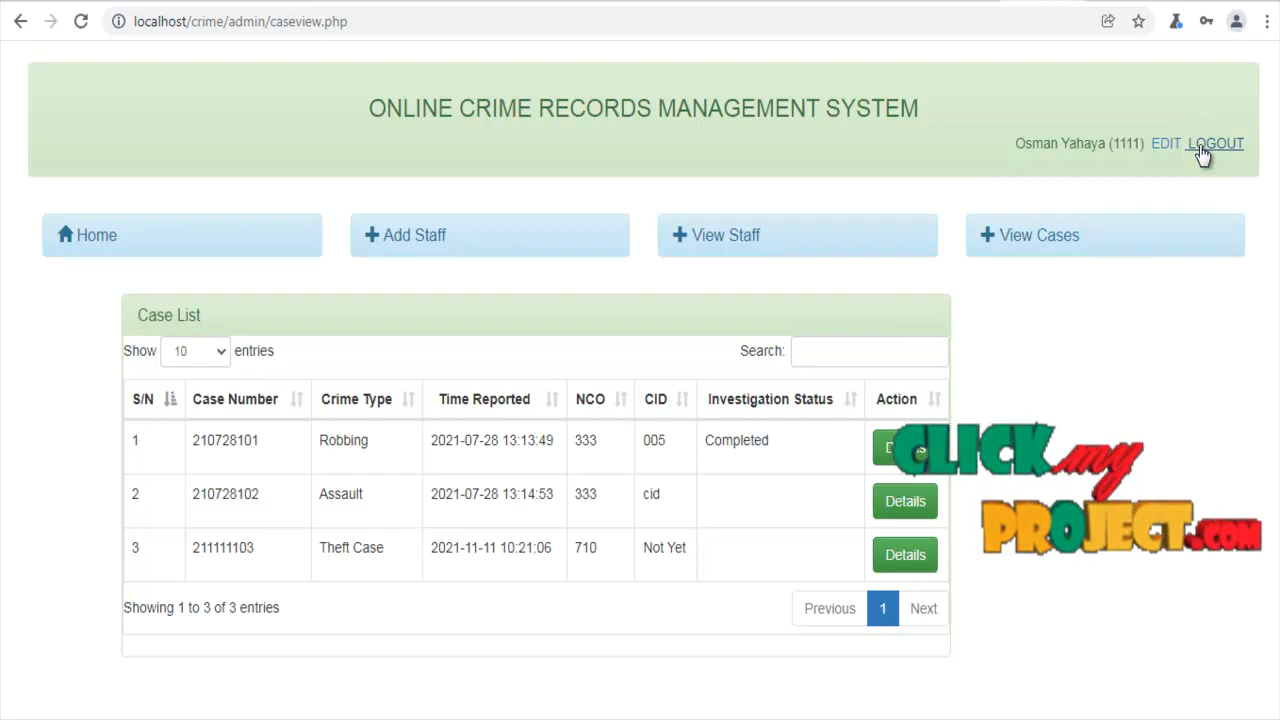 localhost/crime/admin/caseview.php
ONLINE CRIME RECORDS MANAGEMENT SYSTEM
Osman Yahaya (1111) EDIT LOGOUT
Home Add Staff View Staff View Cases
Case List
Show 10 entries Search:
S/N Case Number Crime Type Time Reported NCO CID Investigation Status Action
1 210728101 Robbing 2021-07-28 13:13:49 333 005 Completed
2 210728102 Assault 2021-07-28 13:14:53 333 cid Details
3 211111103 Theft Case 2021-11-11 10:21:06 710 Not Yet Details
Showing 1 to 3 of 3 entries Previous 1 Next
CLICK my
PROJECT.COM